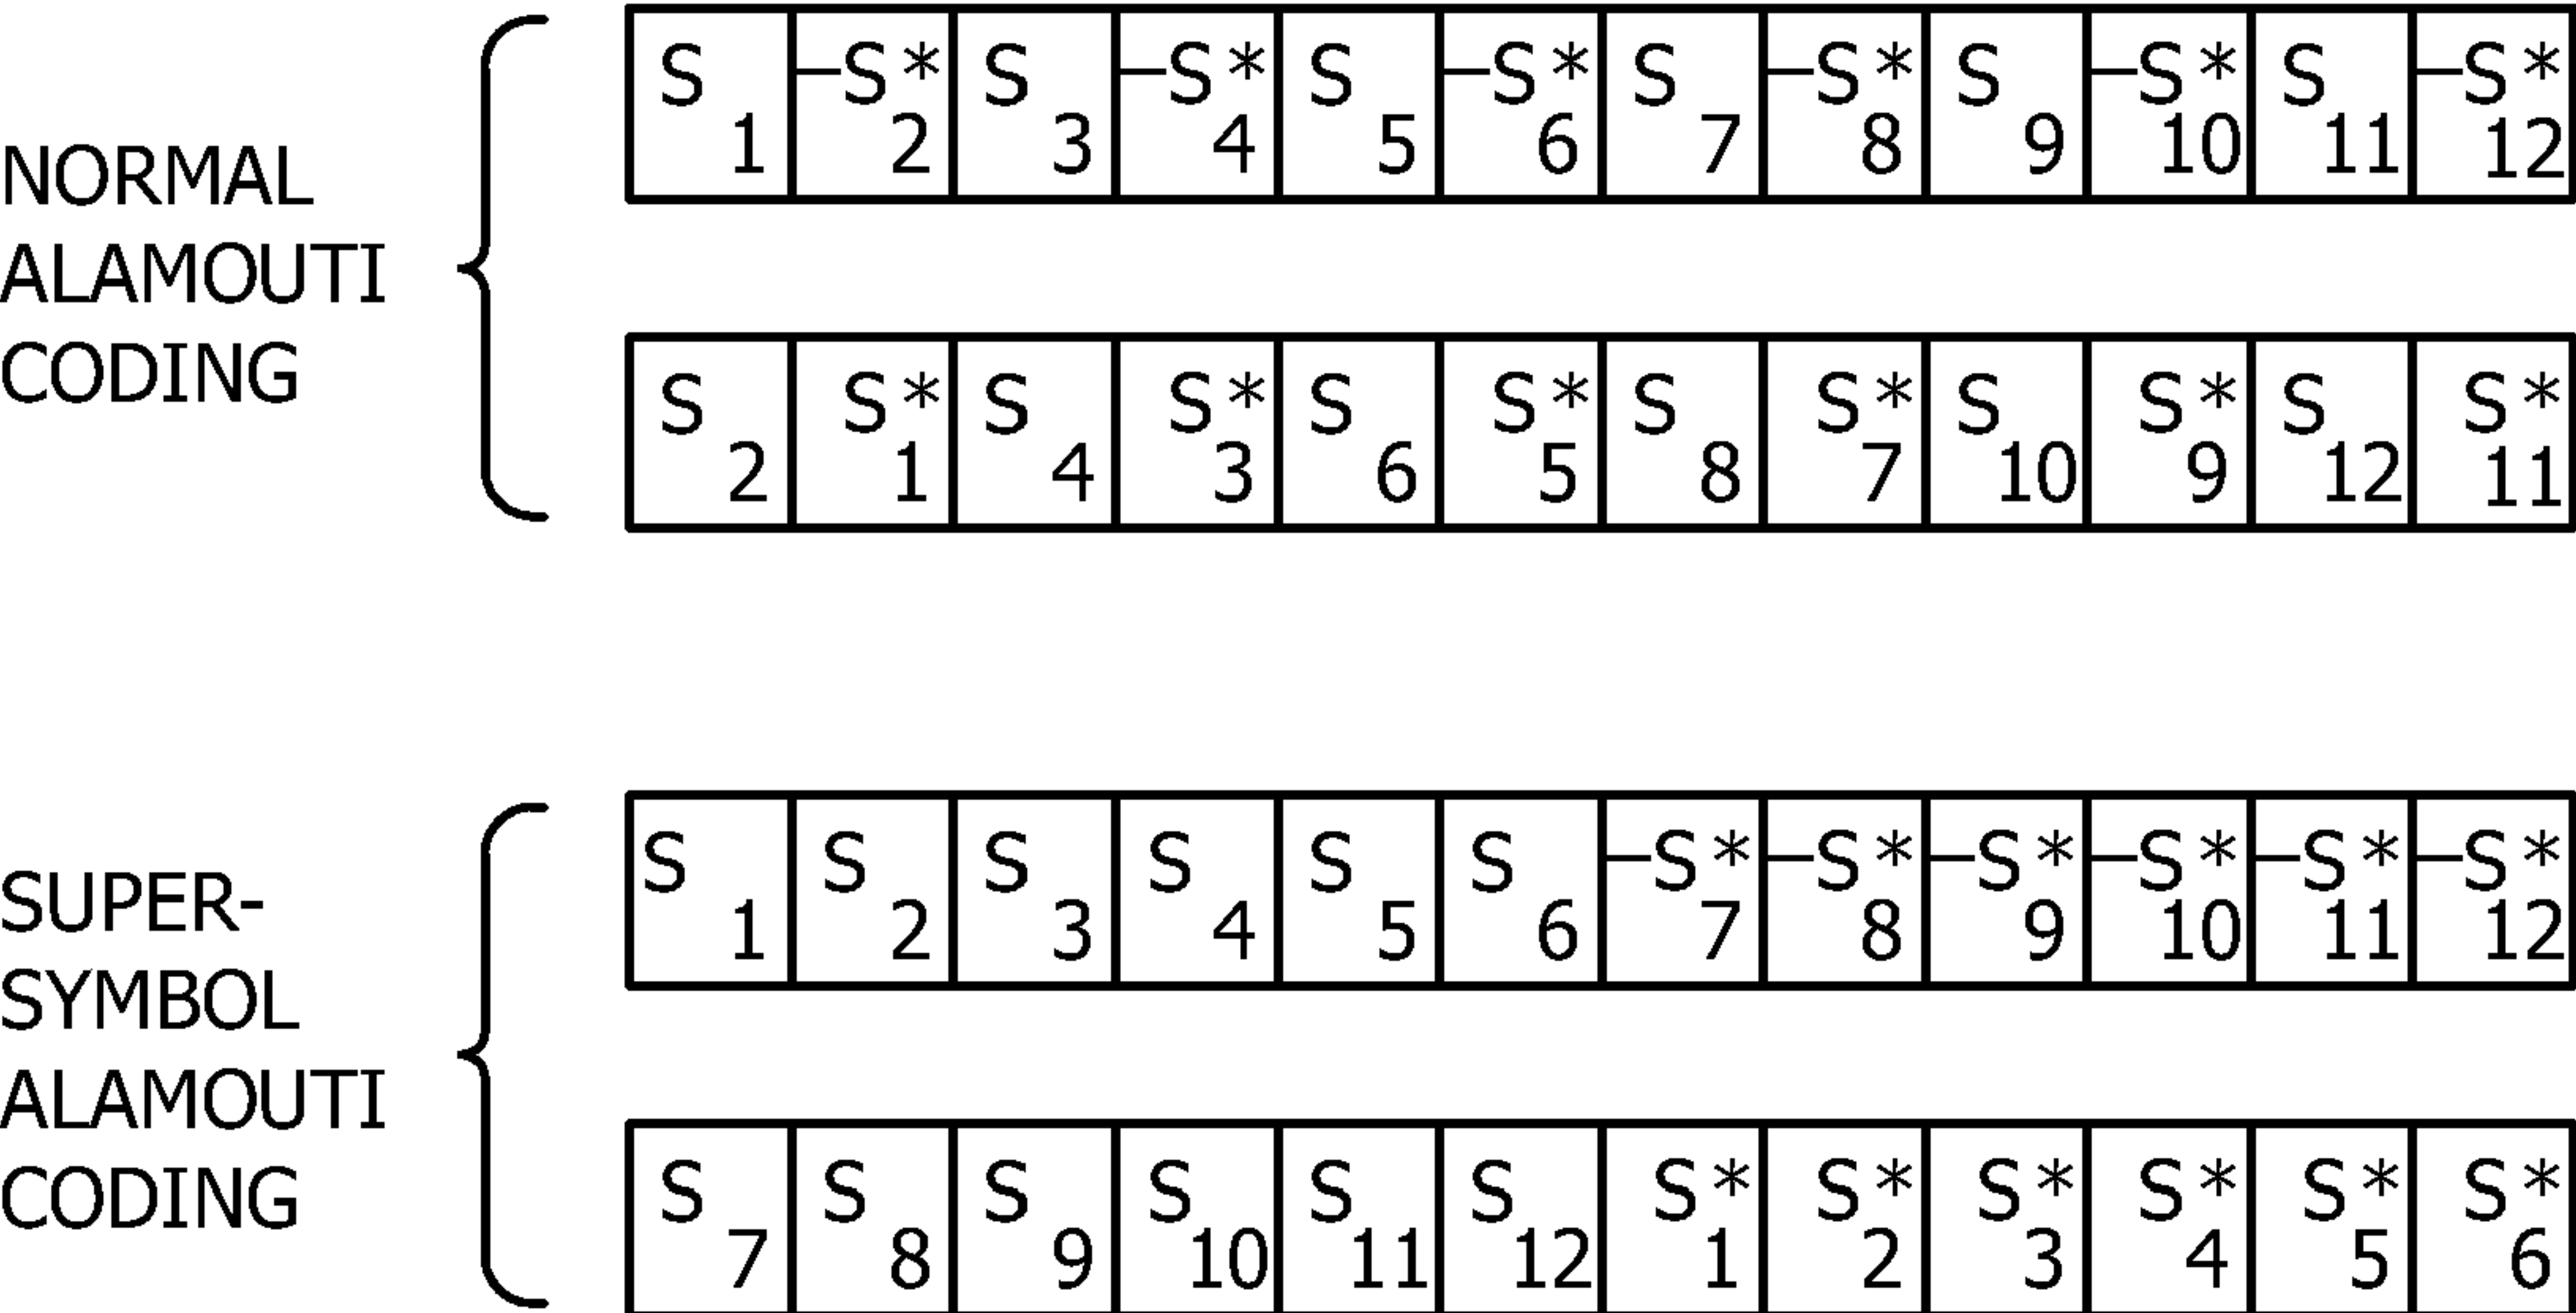 NORMAL
ALAMOUTI
CODING
S1 –S*2 S3 –S*4 S5 –S*6 S7 –S*8 S9 –S*10 S11 –S*12
S2 S*1 S4 S*3 S6 S*5 S8 S*7 S10 S*9 S12 S*11
SUPER-
SYMBOL
ALAMOUTI
CODING
S1 S2 S3 S4 S5 S6 –S*7 –S*8 –S*9 –S*10 –S*11 –S*12
S7 S8 S9 S10 S11 S12 S*1 S*2 S*3 S*4 S*5 S*6